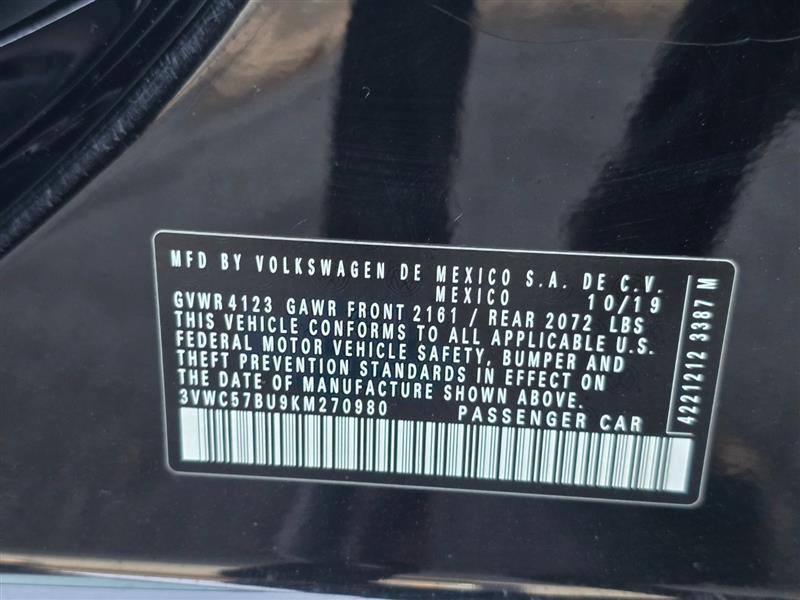 MFD BY VOLKSWAGEN DE MEXICO S.A. DE C.V.
MEXICO 10/19
GVWR 4123 GAWR FRONT 2161 / REAR 2072 LBS
THIS VEHICLE CONFORMS TO ALL APPLICABLE U.S.
FEDERAL MOTOR VEHICLE SAFETY, BUMPER AND
THEFT PREVENTION STANDARDS IN EFFECT ON
THE DATE OF MANUFACTURE SHOWN ABOVE.
3VWC57BU9KM270980 PASSENGER CAR
4221212 3387 M